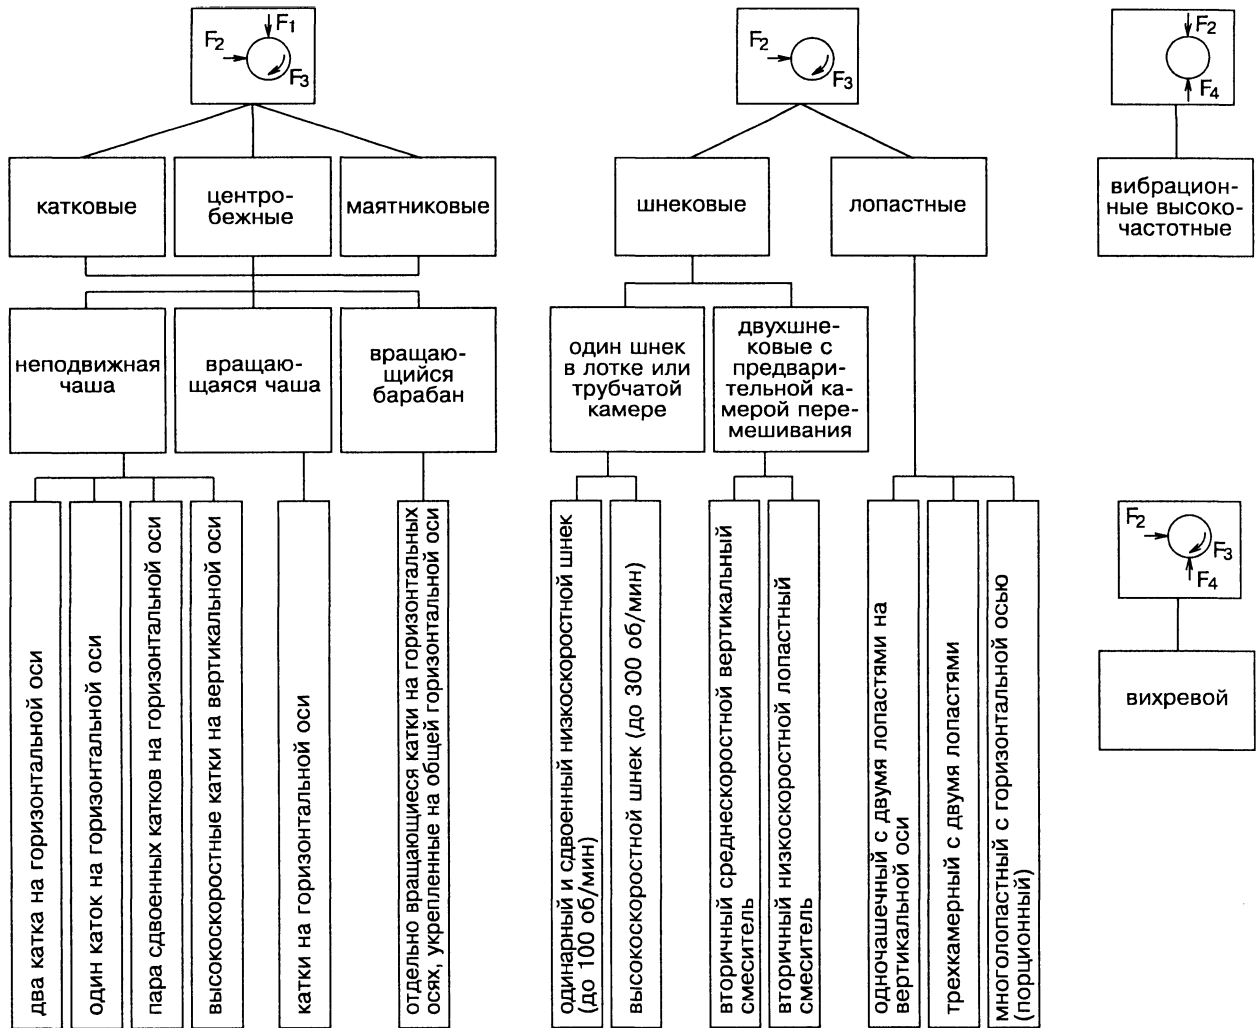 F1
F2
F3
F2
F3
F2
F4
катковые
центро-
бежные
маятниковые
шнековые
лопастные
вибрацион-
ные высоко-
частотные
неподвижная
чаша
вращаю-
щаяся чаша
вращаю-
щийся
барабан
один шнек
в лотке или
трубчатой
камере
двухшне-
ковые с
предвари-
тельной ка-
мерой пере-
мешивания
два катка на горизонтальной оси
один каток на горизонтальной оси
пара сдвоенных катков на горизонтальной оси
высокоскоростные катки на вертикальной оси
катки на горизонтальной оси
отдельно вращающиеся катки на горизонтальных
осях, укрепленные на общей горизонтальной оси
одинарный и сдвоенный низкоскоростной шнек
(до 100 об/мин)
высокоскоростной шнек (до 300 об/мин)
вторичный среднескоростной вертикальный
смеситель
вторичный низкоскоростной лопастный
смеситель
одночашечный с двумя лопастями на
вертикальной оси
трехкамерный с двумя лопастями
многолопастный с горизонтальной осью
(порционный)
F2
F3
F4
вихревой